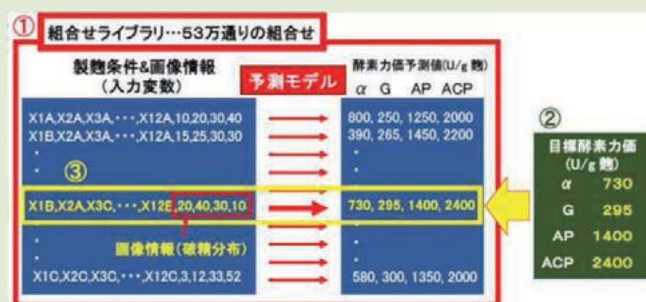 ① 組合せライブラリ…53万通りの組合せ
製麴条件&画像情報
(入力変数)
予測モデル
酵素力価予測値(U/g 麴)
α G AP ACP
X1A,X2A,X3A,・・・,X12A,10,20,30,40
800, 250, 1250, 2000
X1B,X2A,X3A,・・・,X12A,15,25,30,30
390, 265, 1450, 2200
③
X1B,X2A,X3C,・・・,X12E,20,40,30,10
730, 295, 1400, 2400
画像情報(破精分布)
X1C,X2C,X3C,・・・,X12C,3,12,33,52
580, 300, 1350, 2000
②
目標酵素力価
(U/g 麴)
α 730
G 295
AP 1400
ACP 2400